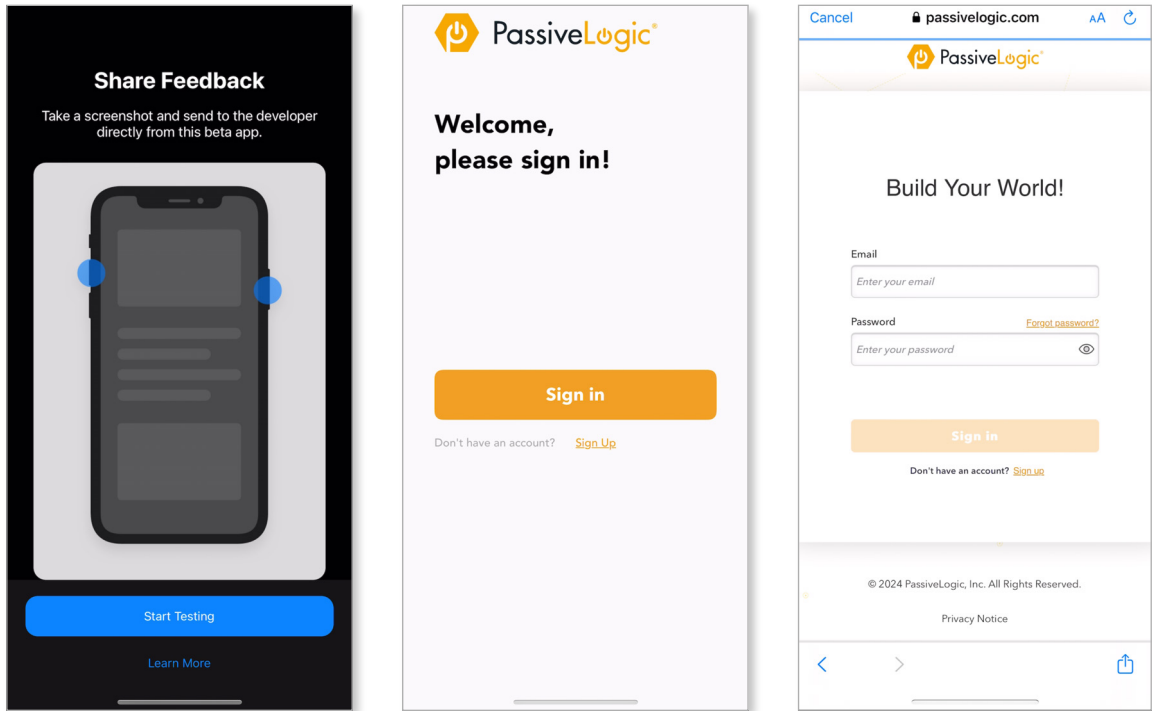 Share Feedback
Take a screenshot and send to the developer
directly from this beta app.
Start Testing
Learn More
PassiveLogic®
Welcome,
please sign in!
Sign in
Don't have an account? Sign Up
Cancel passivelogic.com AA
PassiveLogic®
Build Your World!
Email
Enter your email
Password Forgot password?
Enter your password
Sign in
Don't have an account? Sign up
© 2024 PassiveLogic, Inc. All Rights Reserved.
Privacy Notice